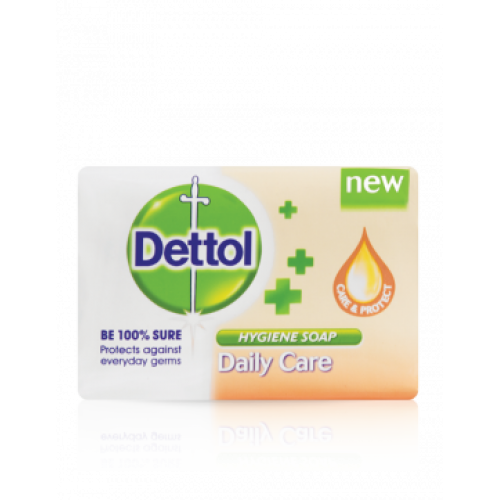 new
Dettol
CARE & PROTECT
HYGIENE SOAP
Daily Care
BE 100% SURE
Protects against
everyday germs